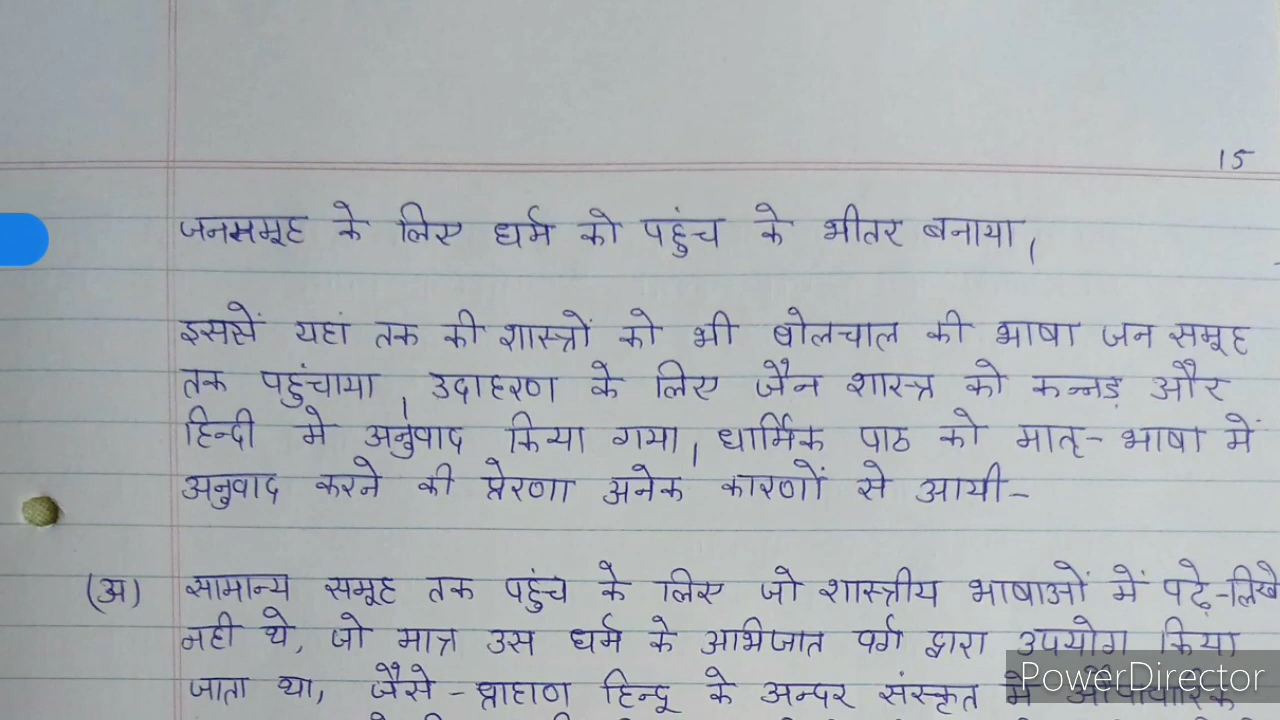 15
जनसमूह के लिए धर्म को पहुंच के भीतर बनाया,
इससें यहां तक की शास्त्रों को भी बोलचाल की भाषा जन समूह
तक पहुंचाया, उदाहरण के लिए जैन शास्त्र को कन्नड़ और
हिन्दी मे अनुवाद किया गया, धार्मिक पाठ को मातृ-भाषा में
अनुवाद करने की प्रेरणा अनेक कारणों से आयी-
(अ) सामान्य समूह तक पहुंच के लिए जो शास्त्रीय भाषाओं में पढ़े-लिखे
नही थे, जो मात्र उस धर्म के अभिजात वर्ग द्वारा उपयोग किया
जाता था, जैसे - ब्राहाण हिन्दू के अन्दर संस्कृत में
PowerDirector